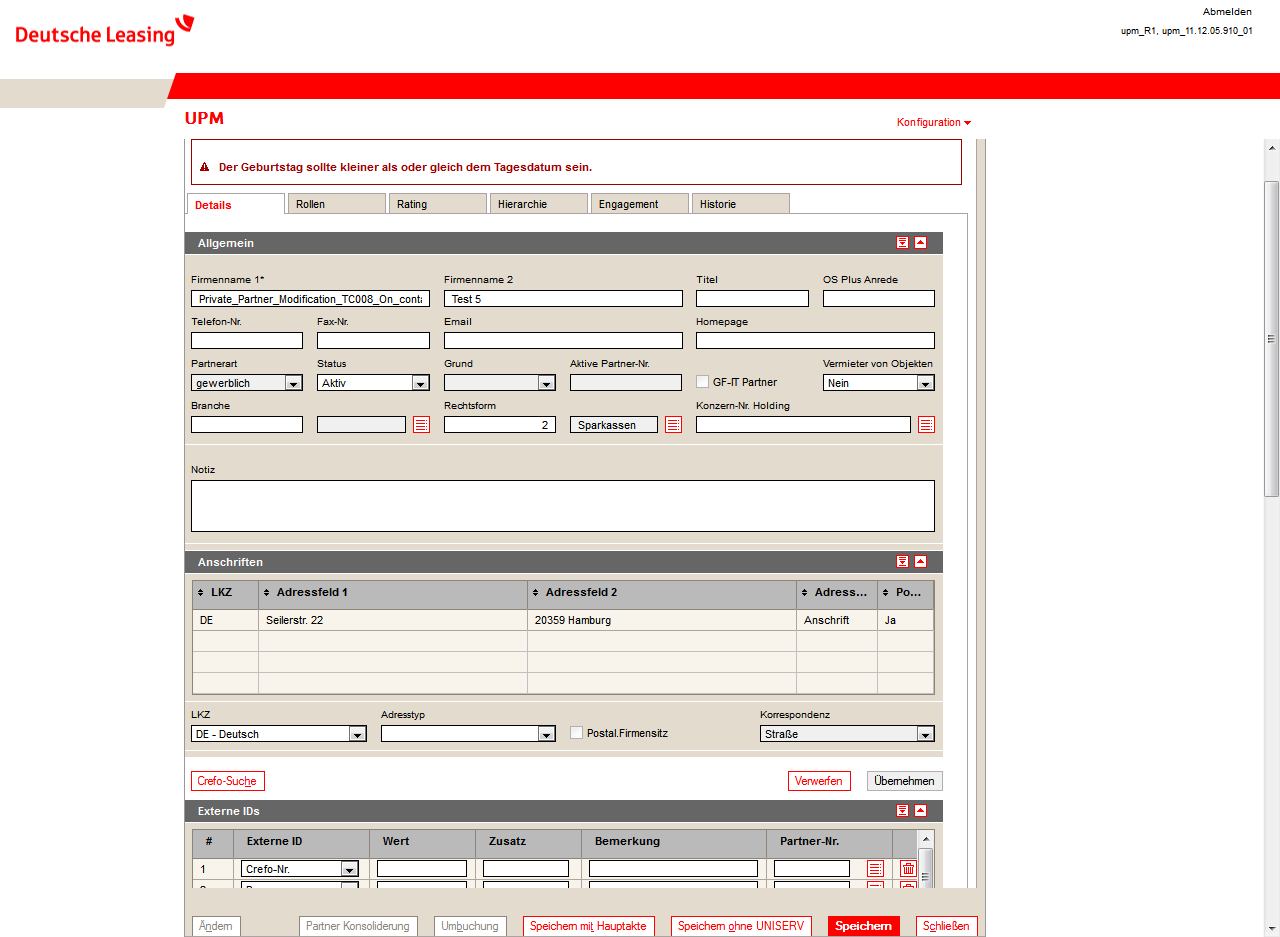 Deutsche Leasing
Abmelden
upm_R1, upm_11.12.05.910_01
UPM
Konfiguration
Der Geburtstag sollte kleiner als oder gleich dem Tagesdatum sein.
Details Rollen Rating Hierarchie Engagement Historie
Allgemein
Firmenname 1* Firmenname 2 Titel OS Plus Anrede
Private_Partner_Modification_TC008_On_conta Test 5
Telefon-Nr. Fax-Nr. Email Homepage
Partnerart Status Grund Aktive Partner-Nr. Vermieter von Objekten
gewerblich Aktiv GF-IT Partner Nein
Branche Rechtsform Konzern-Nr. Holding
2 Sparkassen
Notiz
Anschriften
LKZ Adressfeld 1 Adressfeld 2 Adress... Po...
DE Seilerstr. 22 20359 Hamburg Anschrift Ja
LKZ Adresstyp Korrespondenz
DE - Deutsch Postal.Firmensitz Straße
Crefo-Suche Verwerfen Übernehmen
Externe IDs
# Externe ID Wert Zusatz Bemerkung Partner-Nr.
1 Crefo-Nr.
Ändern Partner Konsolidierung Umbuchung Speichern mit Hauptakte Speichern ohne UNISERV Speichern Schließen